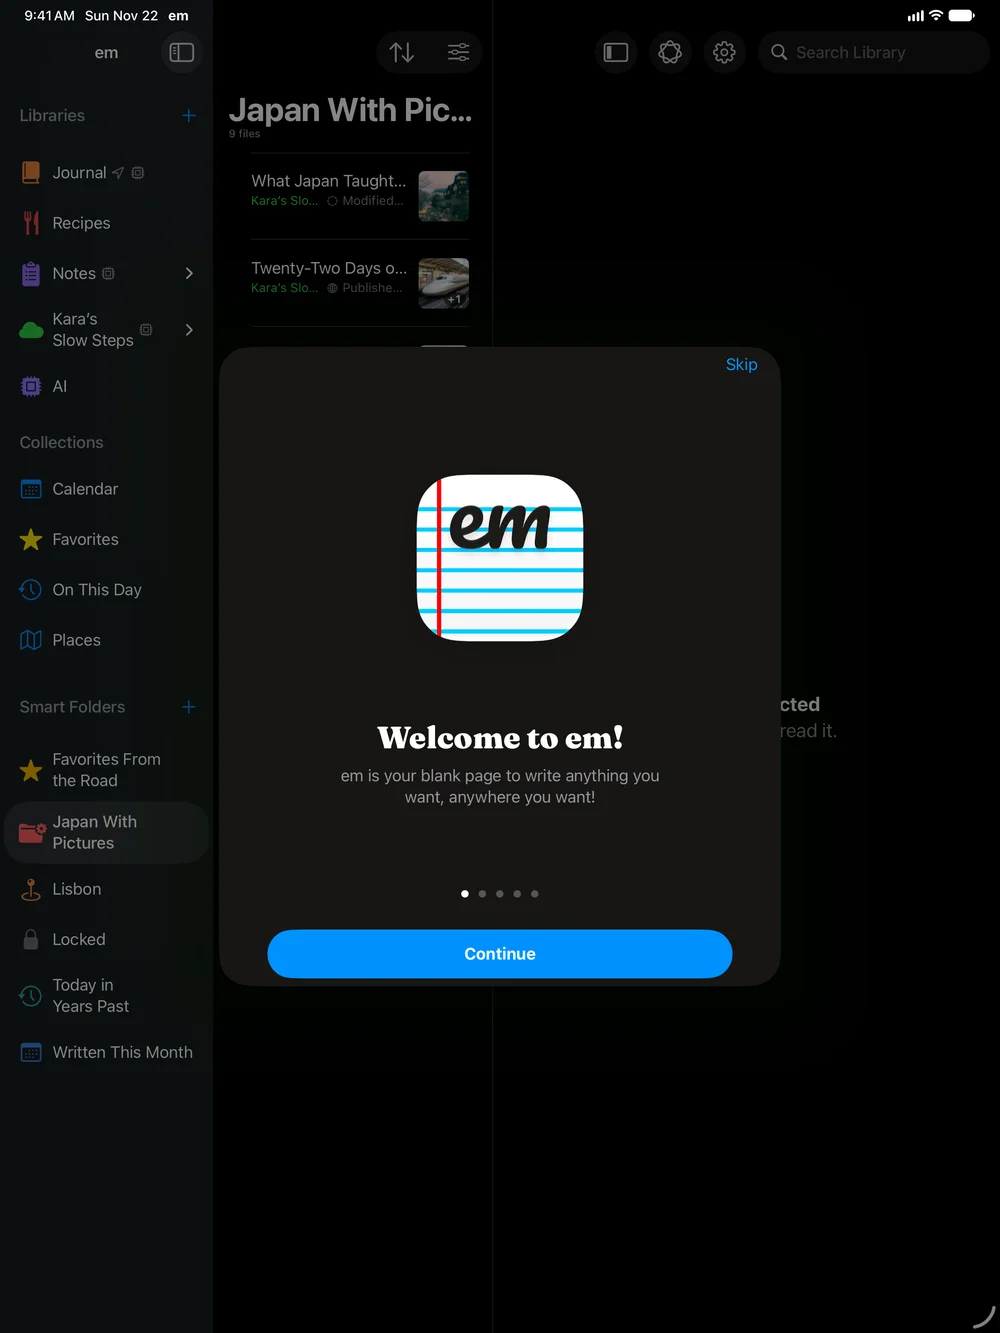 9:41 AM Sun Nov 22 em
em
Search Library
Libraries
Journal
Recipes
Notes
Kara's
Slow Steps
AI
Collections
Calendar
Favorites
On This Day
Places
Smart Folders
Favorites From
the Road
Japan With
Pictures
Lisbon
Locked
Today in
Years Past
Written This Month
Japan With Pic...
9 files
What Japan Taught...
Kara's Slo... Modified...
Twenty-Two Days o...
Kara's Slo... Publishe...
+1
Skip
em
Welcome to em!
em is your blank page to write anything you
want, anywhere you want!
Continue
cted
read it.